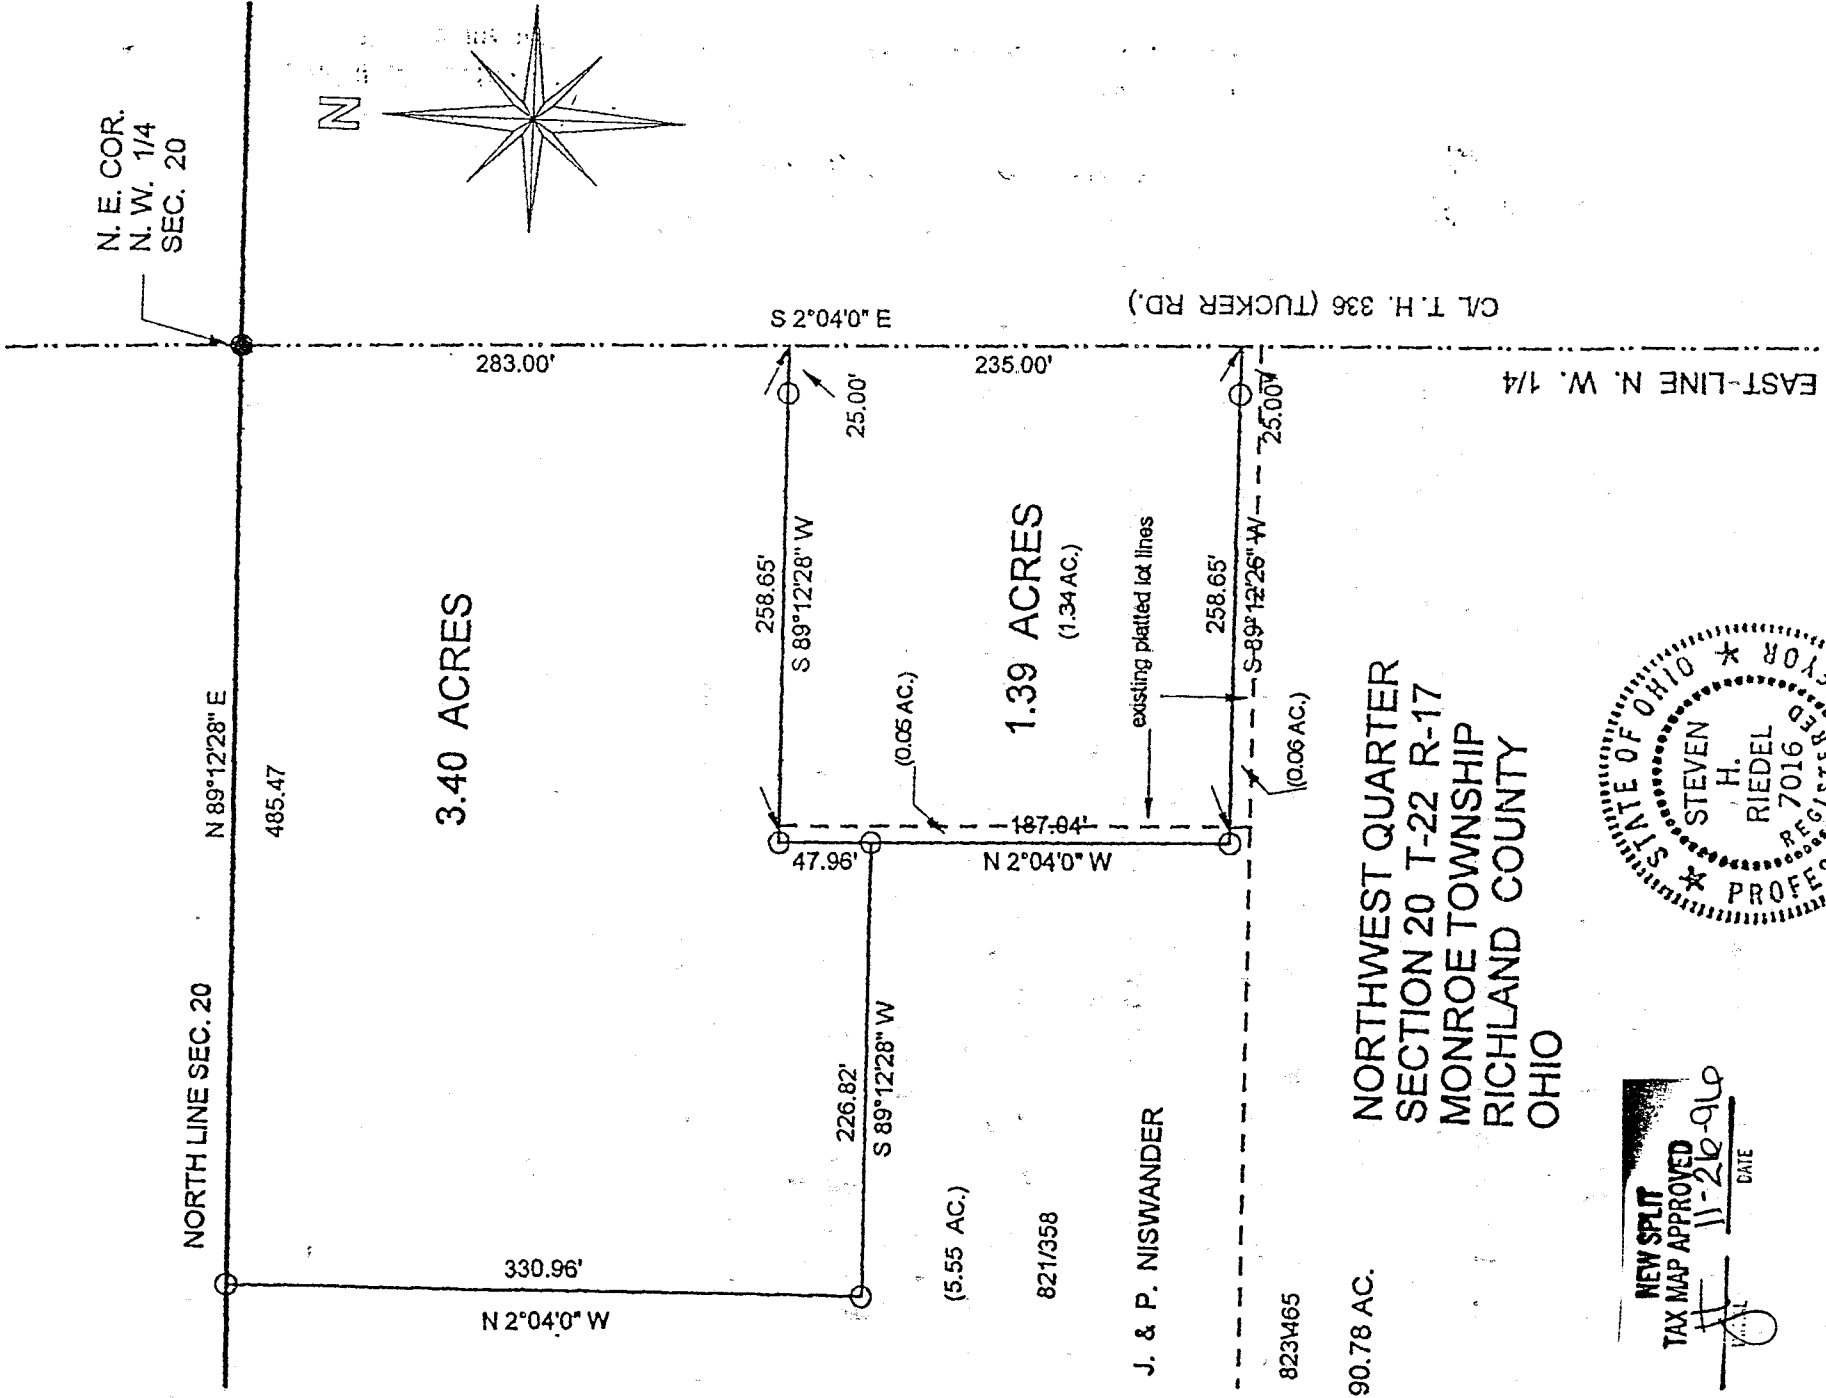 N. E. COR.
N. W. 1/4
SEC. 20
N
NORTH LINE SEC. 20
N 89°12'28" E
485.47
283.00'
S 2°04'0" E
235.00'
C/L T.H. 336 (TUCKER RD.)
EAST-LINE N. W. 1/4
3.40 ACRES
258.65'
S 89°12'28" W
25.00'
1.39 ACRES
(1.34 AC.)
(0.05 AC.)
existing platted lot lines
258.65'
S 89°12'26" W
25.00'
(0.06 AC.)
47.96'
187.04'
N 2°04'0" W
226.82'
S 89°12'28" W
330.96'
N 2°04'0" W
(5.55 AC.)
821/358
J. & P. NISWANDER
823\465
90.78 AC.
NORTHWEST QUARTER
SECTION 20 T-22 R-17
MONROE TOWNSHIP
RICHLAND COUNTY
OHIO
STATE OF OHIO
STEVEN
H.
RIEDEL
7016
REGISTERED
NEW SPLIT
TAX MAP APPROVED
11-26-96
DATE